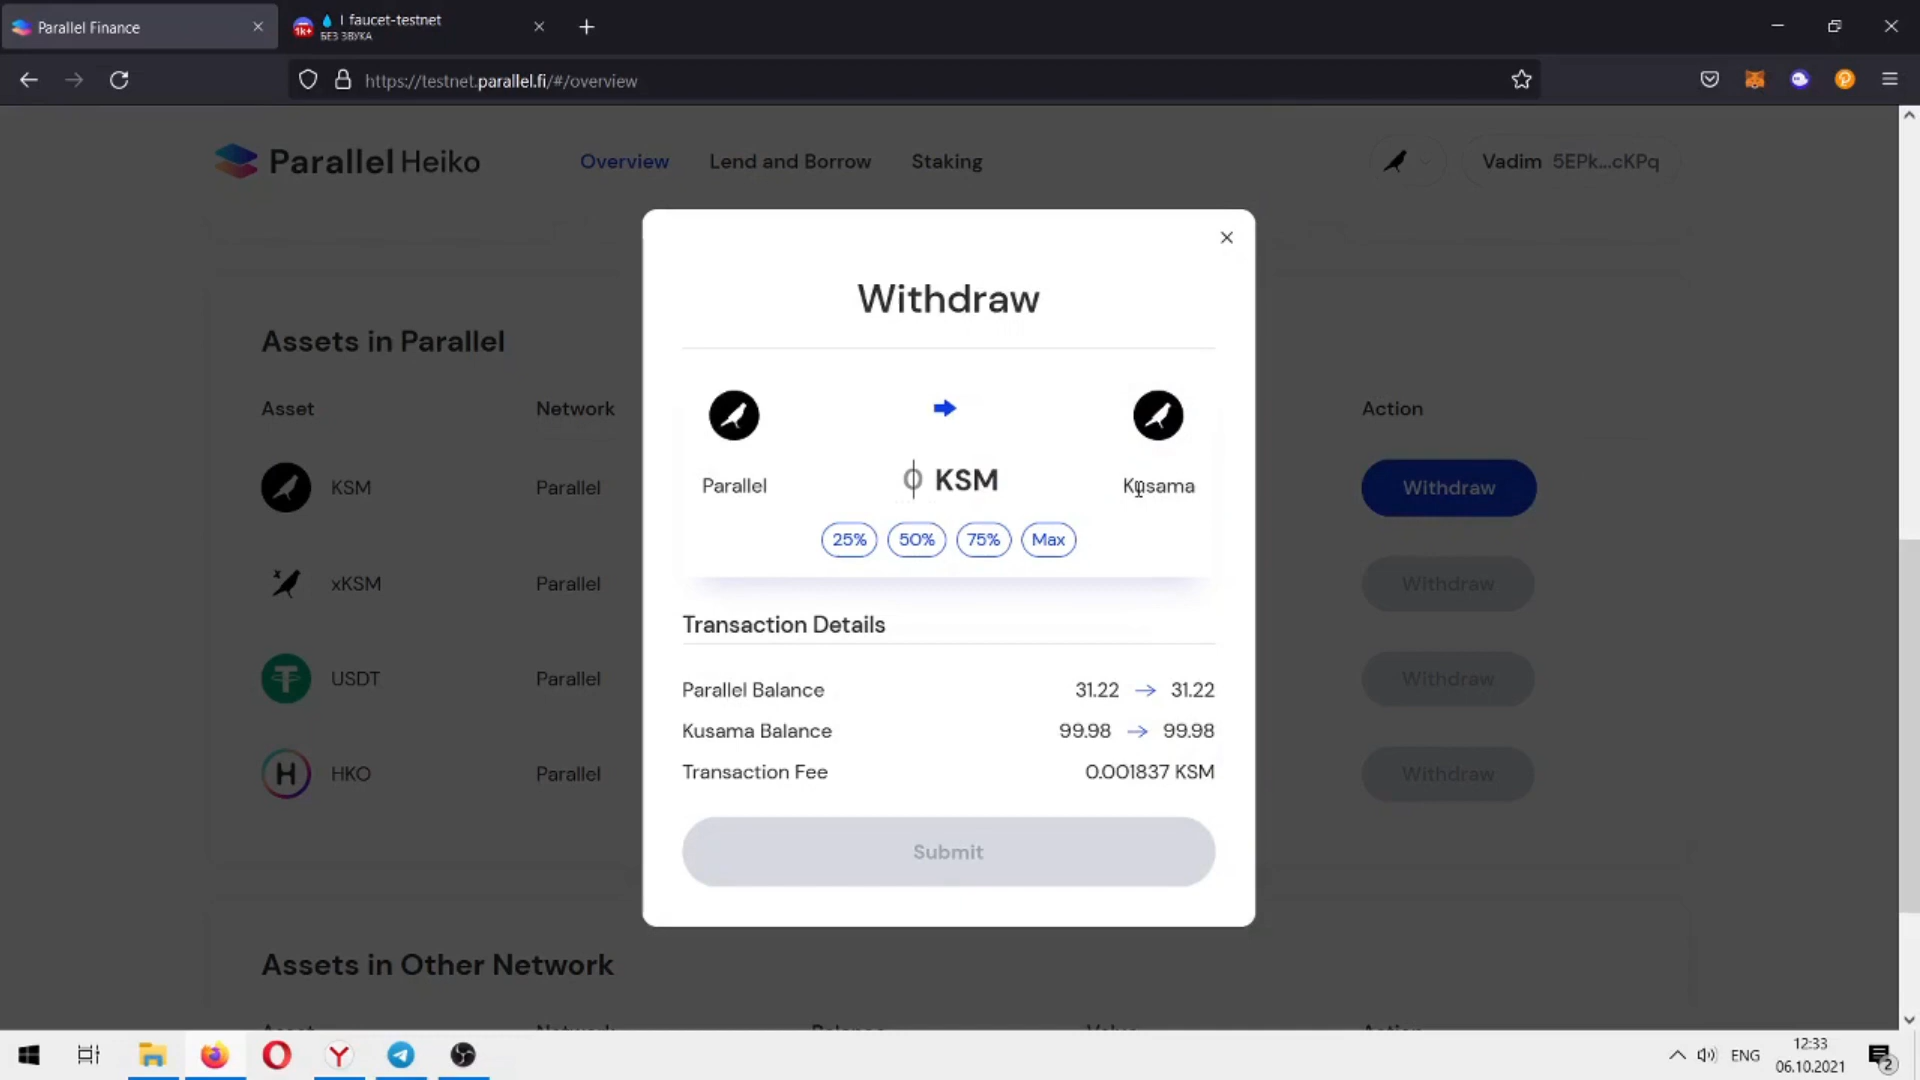 Parallel Finance
faucet-testnet
БЕЗ ЗВУКА
1k+
https://testnet.parallel.fi/#/overview
Parallel Heiko
Overview
Lend and Borrow
Staking
Vadim 5EPk...cKPq
Withdraw
Assets in Parallel
Asset
Network
Action
Parallel
0 KSM
Kusama
25%
50%
75%
Max
KSM
Parallel
Withdraw
xKSM
Parallel
Withdraw
USDT
Parallel
Withdraw
HKO
Parallel
Withdraw
Transaction Details
Parallel Balance
31.22
31.22
Kusama Balance
99.98
99.98
Transaction Fee
0.001837 KSM
Submit
Assets in Other Network
Asset
Network
Balance
Value
Action
ENG
12:33
06.10.2021
2